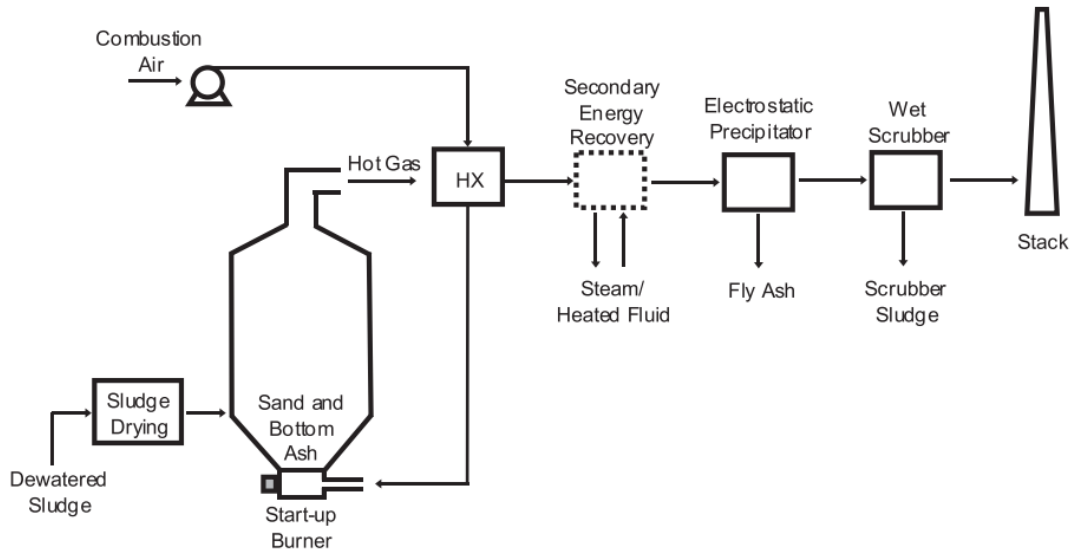 Combustion
Air
Hot Gas
HX
Secondary
Energy
Recovery
Electrostatic
Precipitator
Wet
Scrubber
Stack
Steam/
Heated Fluid
Fly Ash
Scrubber
Sludge
Sludge
Drying
Sand and
Bottom
Ash
Dewatered
Sludge
Start-up
Burner